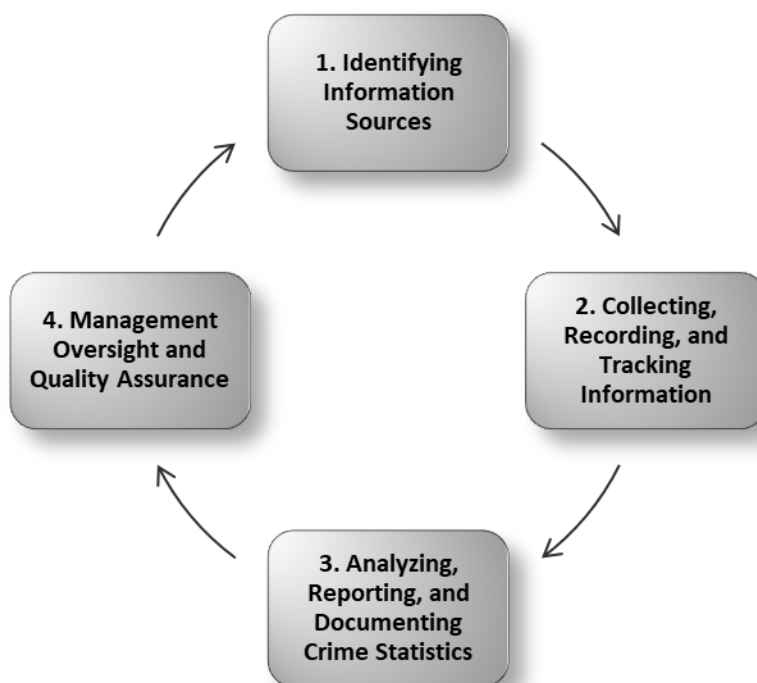 1. Identifying
Information
Sources
2. Collecting,
Recording, and
Tracking
Information
3. Analyzing,
Reporting, and
Documenting
Crime Statistics
4. Management
Oversight and
Quality Assurance